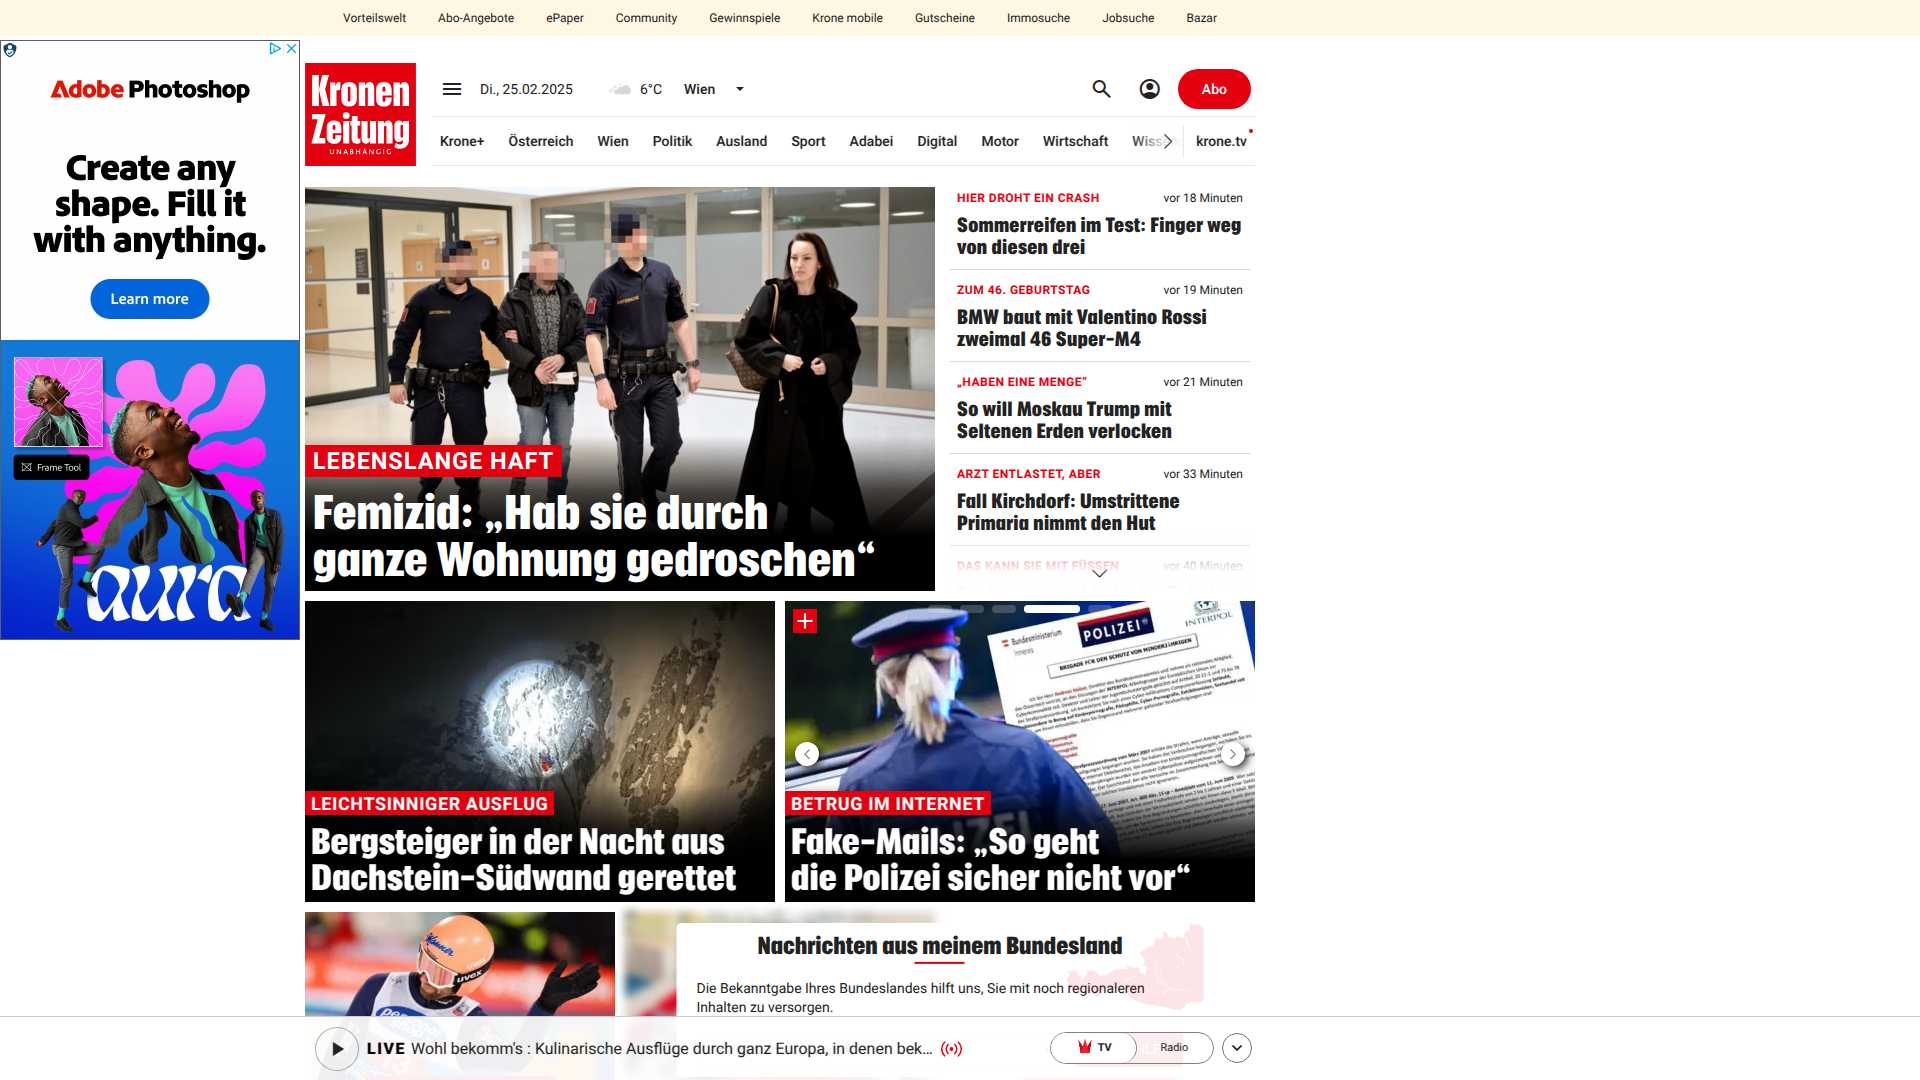 Vorteilswelt
Abo-Angebote
ePaper
Community
Gewinnspiele
Krone mobile
Gutscheine
Immosuche
Jobsuche
Bazar
Adobe Photoshop
Create any
shape. Fill it
with anything.
Learn more
Frame Tool
aura
Kronen
Zeitung
UNABHÄNGIG
Di., 25.02.2025
6°C
Wien
Abo
Krone+
Österreich
Wien
Politik
Ausland
Sport
Adabei
Digital
Motor
Wirtschaft
krone.tv
LEBENSLANGE HAFT
Femizid: „Hab sie durch
ganze Wohnung gedroschen“
HIER DROHT EIN CRASH
vor 18 Minuten
Sommerreifen im Test: Finger weg
von diesen drei
ZUM 46. GEBURTSTAG
vor 19 Minuten
BMW baut mit Valentino Rossi
zweimal 46 Super-M4
„HABEN EINE MENGE“
vor 21 Minuten
So will Moskau Trump mit
Seltenen Erden verlocken
ARZT ENTLASTET, ABER
vor 33 Minuten
Fall Kirchdorf: Umstrittene
Primaria nimmt den Hut
DAS KANN SIE MIT FÜSSEN
vor 40 Minuten
LEICHTSINNIGER AUSFLUG
Bergsteiger in der Nacht aus
Dachstein-Südwand gerettet
Bundesministerium
Inneres
POLIZEI
INTERPOL
BETRUG IM INTERNET
Fake-Mails: „So geht
die Polizei sicher nicht vor“
uvex
Nachrichten aus meinem Bundesland
Die Bekanntgabe Ihres Bundeslandes hilft uns, Sie mit noch regionaleren
Inhalten zu versorgen.
LIVE Wohl bekomm's : Kulinarische Ausflüge durch ganz Europa, in denen bek...
TV
Radio